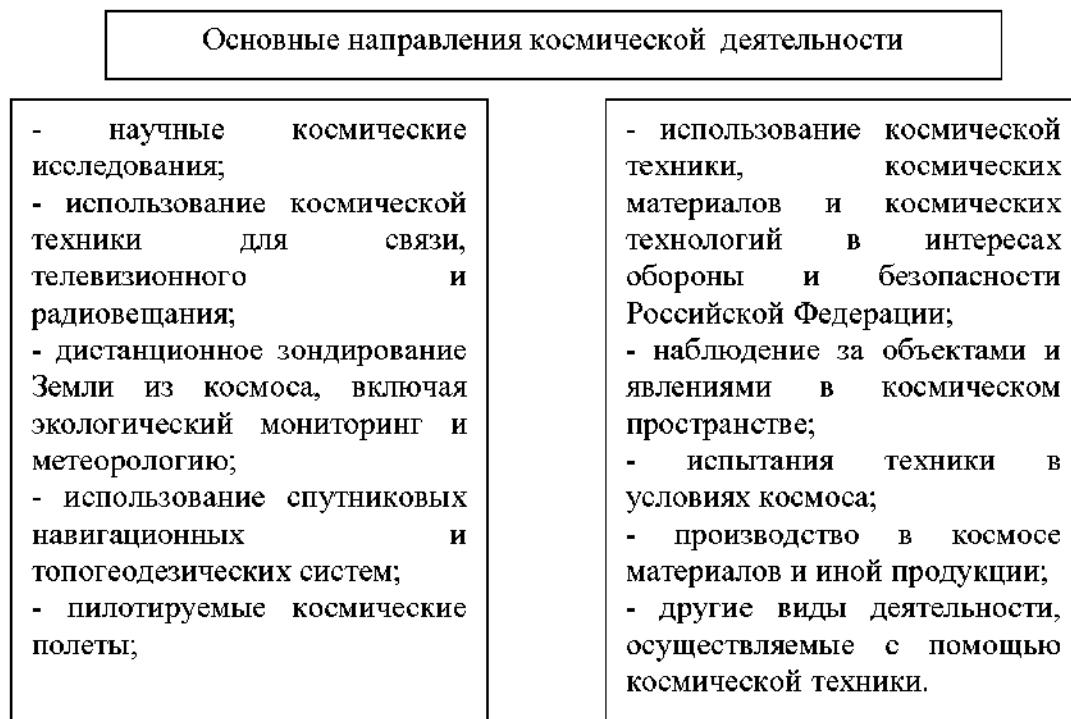 Основные направления космической деятельности
- научные космические
исследования;
- использование космической
техники для связи,
телевизионного и
радиовещания;
- дистанционное зондирование
Земли из космоса, включая
экологический мониторинг и
метеорологию;
- использование спутниковых
навигационных и
топогеодезических систем;
- пилотируемые космические
полеты;
- использование космической
техники, космических
материалов и космических
технологий в интересах
обороны и безопасности
Российской Федерации;
- наблюдение за объектами и
явлениями в космическом
пространстве;
- испытания техники в
условиях космоса;
- производство в космосе
материалов и иной продукции;
- другие виды деятельности,
осуществляемые с помощью
космической техники.